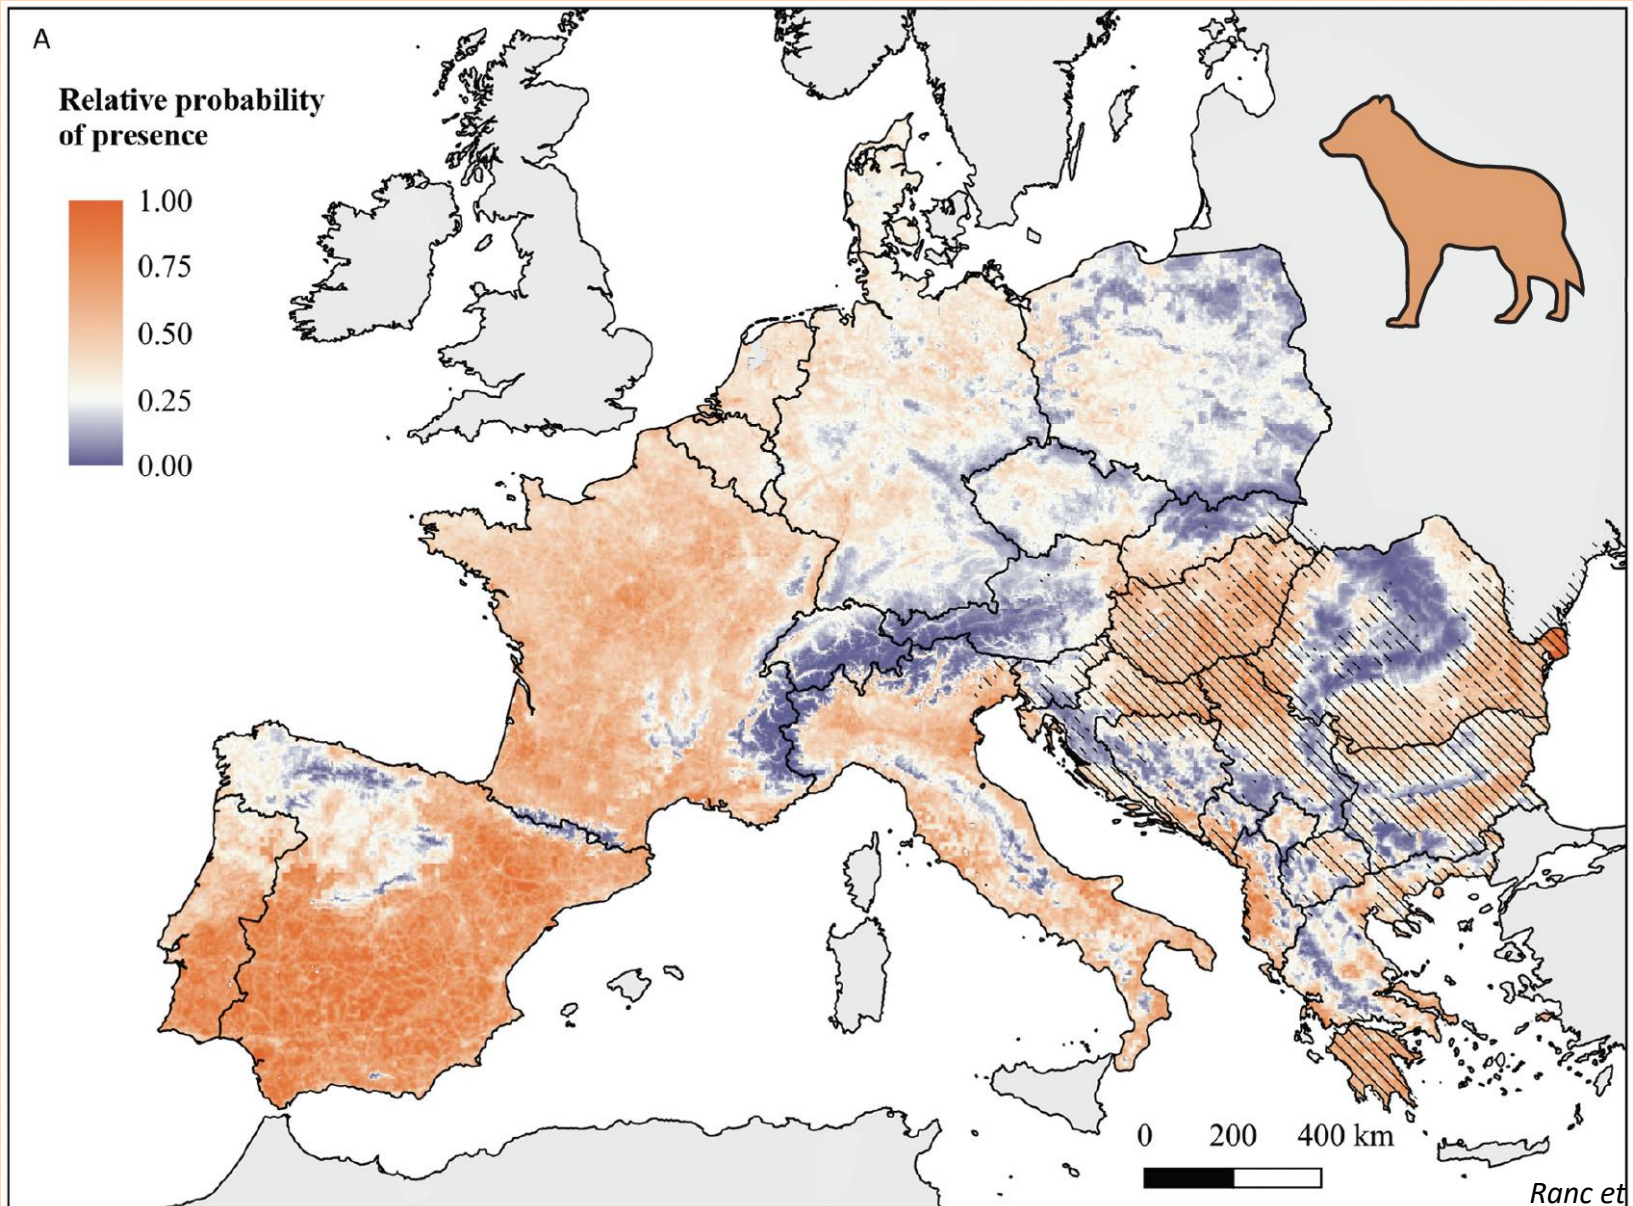 A
Relative probability
of presence
1.00
0.75
0.50
0.25
0.00
0 200 400 km
Ranc et